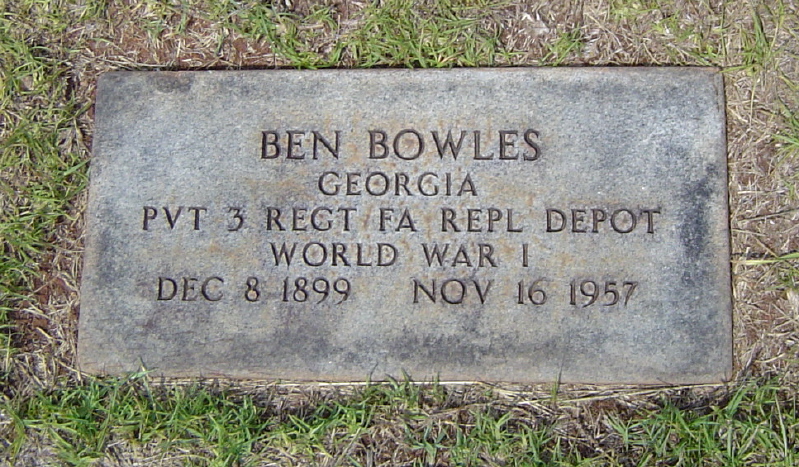 BEN BOWLES
GEORGIA
PVT 3 REGT FA REPL DEPOT
WORLD WAR I
DEC 8 1899 NOV 16 1957